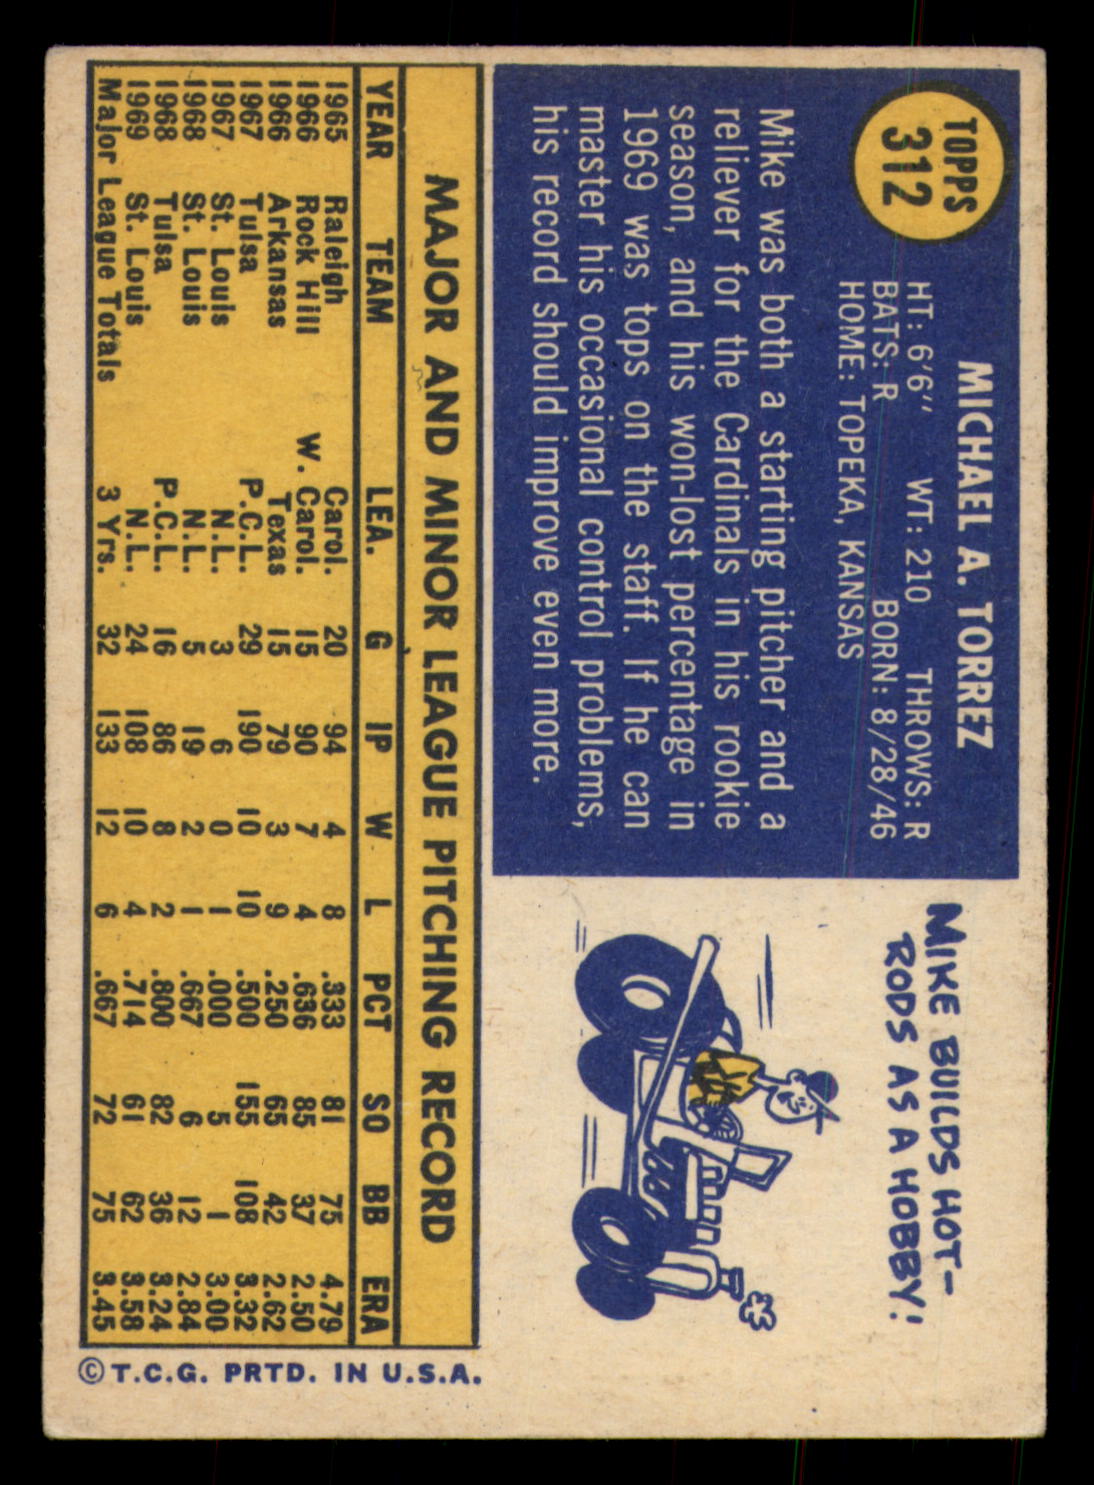 TOPPS
312
MICHAEL A. TORREZ
HT: 6'6" WT: 210 THROWS: R
BATS: R BORN: 8/28/46
HOME: TOPEKA, KANSAS
Mike was both a starting pitcher and a
reliever for the Cardinals in his rookie
season, and his won-lost percentage in
1969 was tops on the staff. If he can
master his occasional control problems,
his record should improve even more.
MIKE BUILDS HOT-
RODS AS A HOBBY!
MAJOR AND MINOR LEAGUE PITCHING RECORD
YEAR TEAM LEA. G IP W L PCT SO BB ERA
1965 Raleigh Carol. 20 94 4 8 .333 81 75 4.79
1966 Rock Hill W. Carol. 15 90 7 4 .636 85 37 2.50
1966 Arkansas Texas 15 79 3 9 .250 65 42 2.62
1967 Tulsa P.C.L. 29 190 10 10 .500 155 108 3.32
1967 St. Louis N.L. 3 6 0 1 .000 5 1 3.00
1968 St. Louis N.L. 5 19 2 1 .667 6 12 2.84
1968 Tulsa P.C.L. 16 86 8 2 .800 82 36 3.24
1969 St. Louis N.L. 24 108 10 4 .714 61 62 3.58
Major League Totals 3 Yrs. 32 133 12 6 .667 72 75 3.45
© T.C.G. PRTD. IN U.S.A.